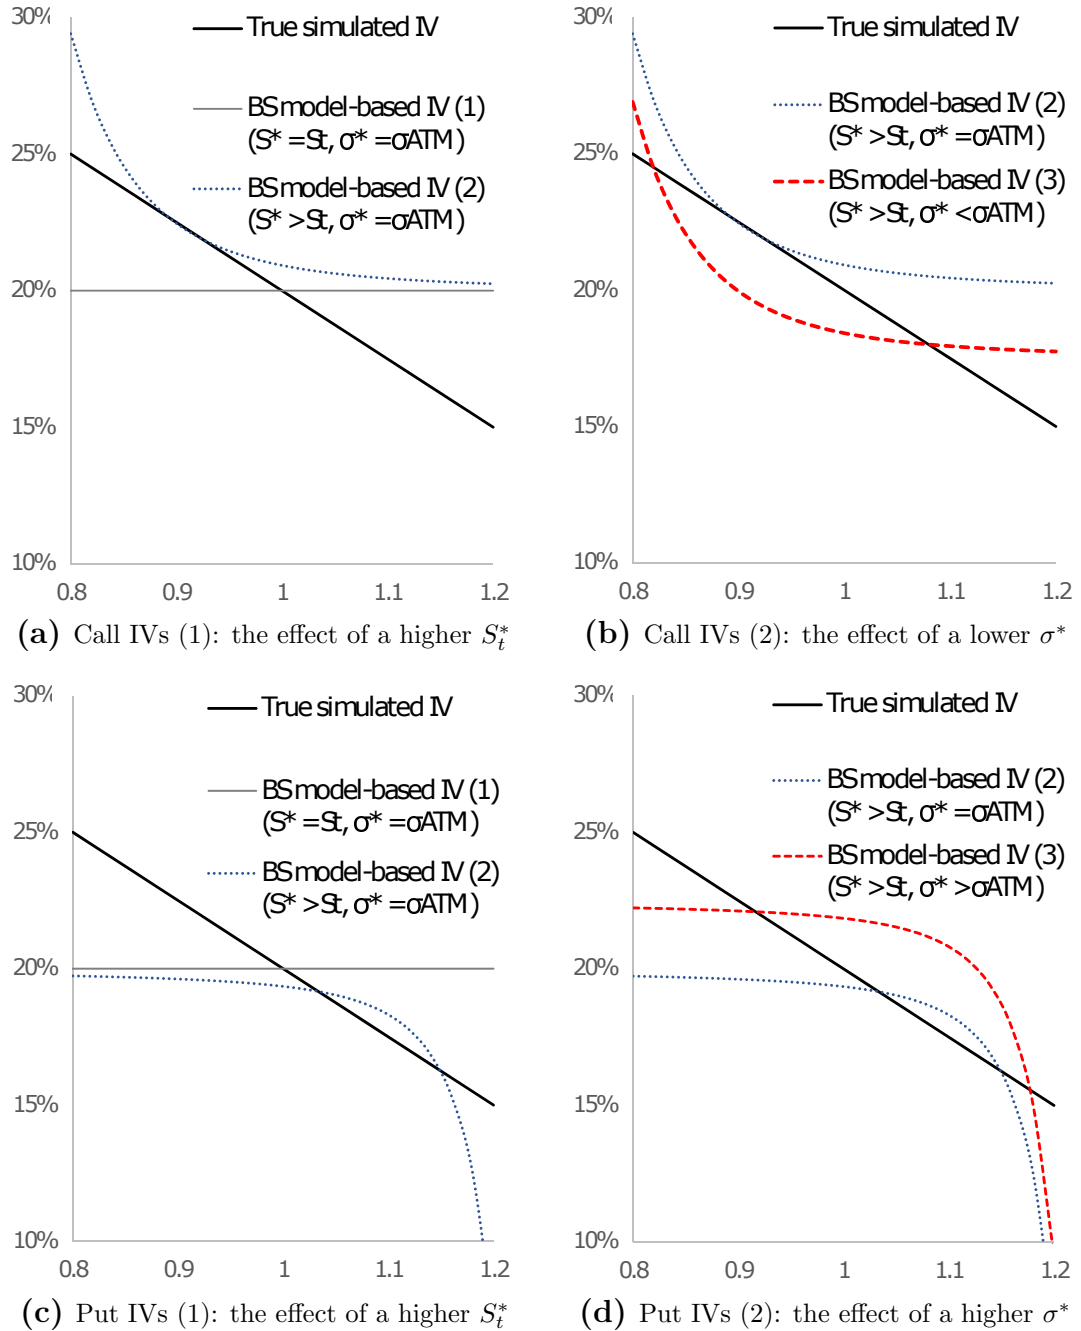 30%
25%
20%
15%
10%
0.8 0.9 1 1.1 1.2
True simulated IV
BS model-based IV (1)
(S* = St, σ* = σATM)
BS model-based IV (2)
(S* > St, σ* = σATM)
(a) Call IVs (1): the effect of a higher S*t
30%
25%
20%
15%
10%
0.8 0.9 1 1.1 1.2
True simulated IV
BS model-based IV (2)
(S* > St, σ* = σATM)
BS model-based IV (3)
(S* > St, σ* < σATM)
(b) Call IVs (2): the effect of a lower σ*
30%
25%
20%
15%
10%
0.8 0.9 1 1.1 1.2
True simulated IV
BS model-based IV (1)
(S* = St, σ* = σATM)
BS model-based IV (2)
(S* > St, σ* = σATM)
(c) Put IVs (1): the effect of a higher S*t
30%
25%
20%
15%
10%
0.8 0.9 1 1.1 1.2
True simulated IV
BS model-based IV (2)
(S* > St, σ* = σATM)
BS model-based IV (3)
(S* > St, σ* > σATM)
(d) Put IVs (2): the effect of a higher σ*